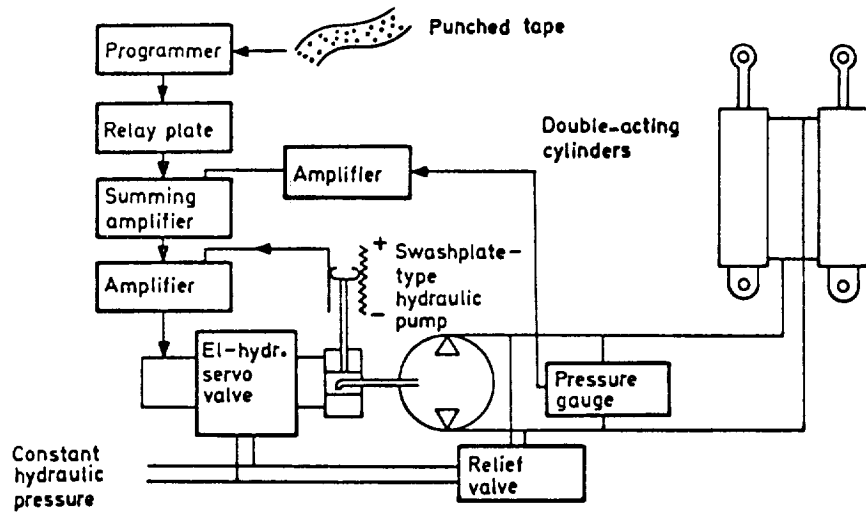 Punched tape
Programmer
Relay plate
Double-acting
cylinders
Amplifier
Summing
amplifier
+
Swashplate-
type
hydraulic
pump
-
Amplifier
El-hydr.
servo
valve
Pressure
gauge
Constant
hydraulic
pressure
Relief
valve